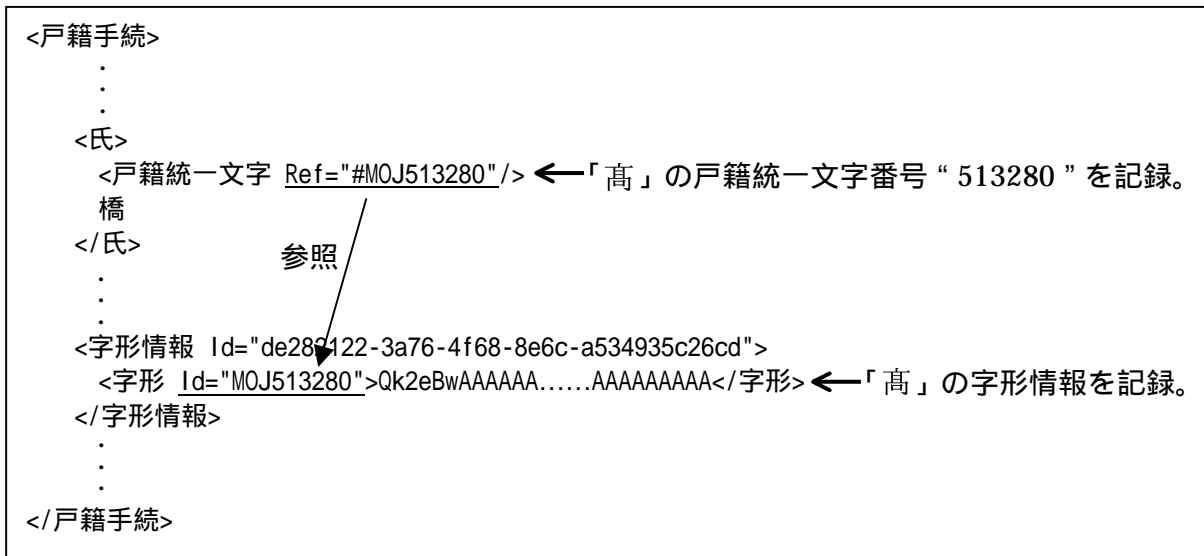 <戸籍手続>
.
.
.
<氏>
<戸籍統一文字 Ref="#MOJ513280"/> ←「髙」の戸籍統一文字番号“513280”を記録。
橋
</氏>
参照
.
.
.
<字形情報 Id="de282122-3a76-4f68-8e6c-a534935c26cd">
<字形 Id="MOJ513280">Qk2eBwAAAAAA……AAAAAAAAA</字形> ←「髙」の字形情報を記録。
</字形情報>
.
.
.
</戸籍手続>